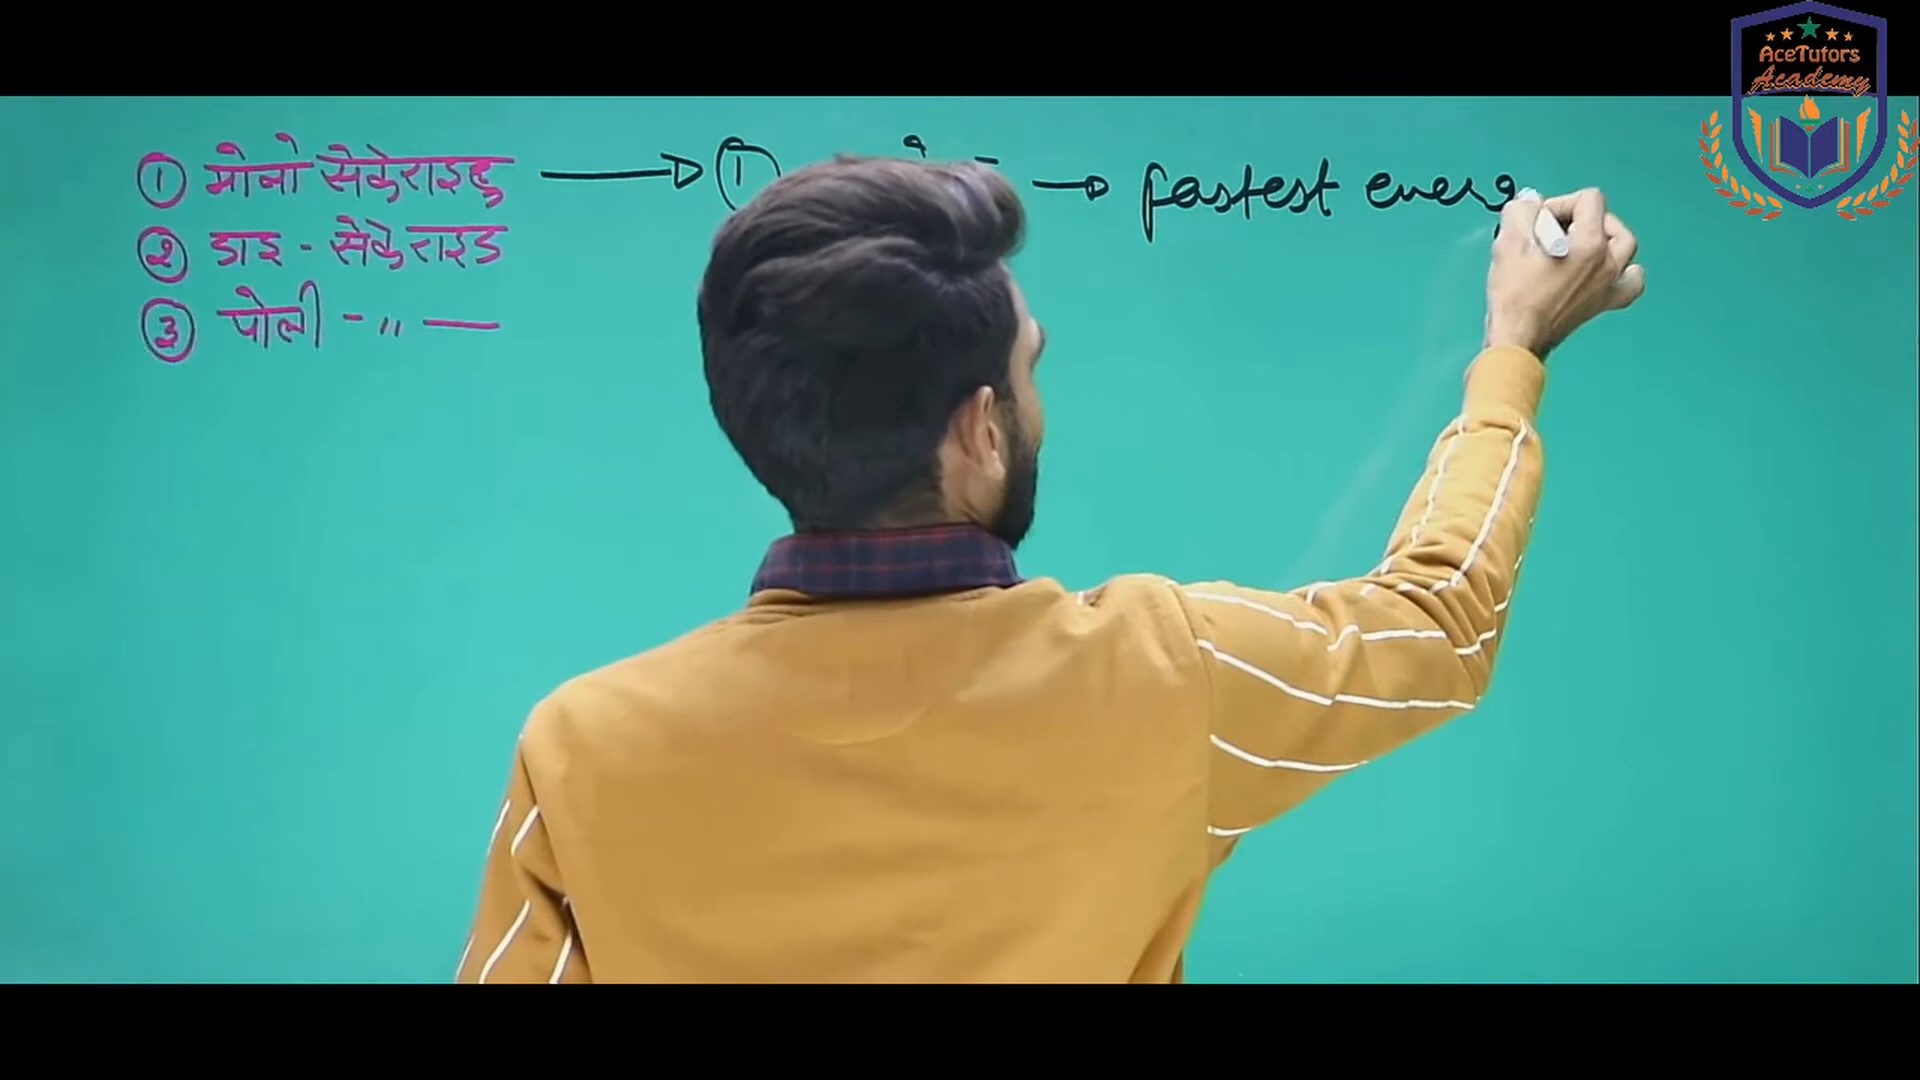 AceTutors
Academy
① मोनो सैकेराइड → ① → fastest energ
② डाइ - सैकेराइड
③ पोली - " —